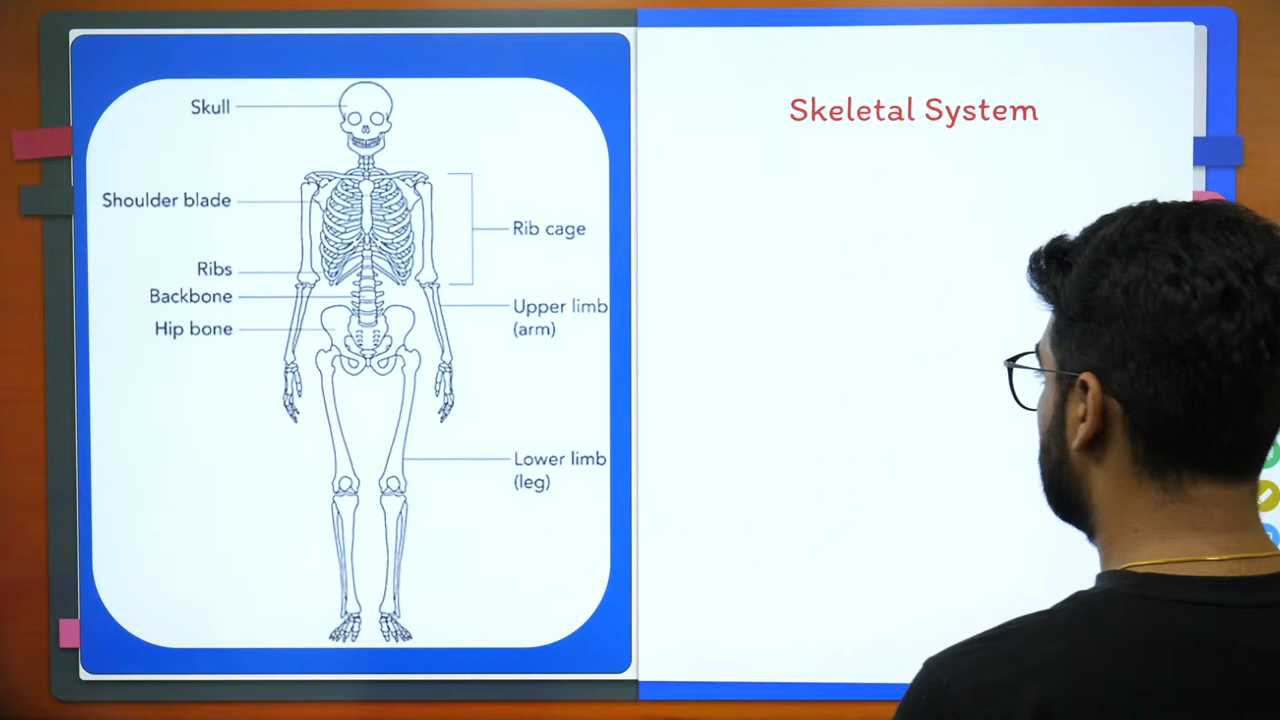 Skull
Shoulder blade
Ribs
Backbone
Hip bone
Rib cage
Upper limb
(arm)
Lower limb
(leg)
Skeletal System